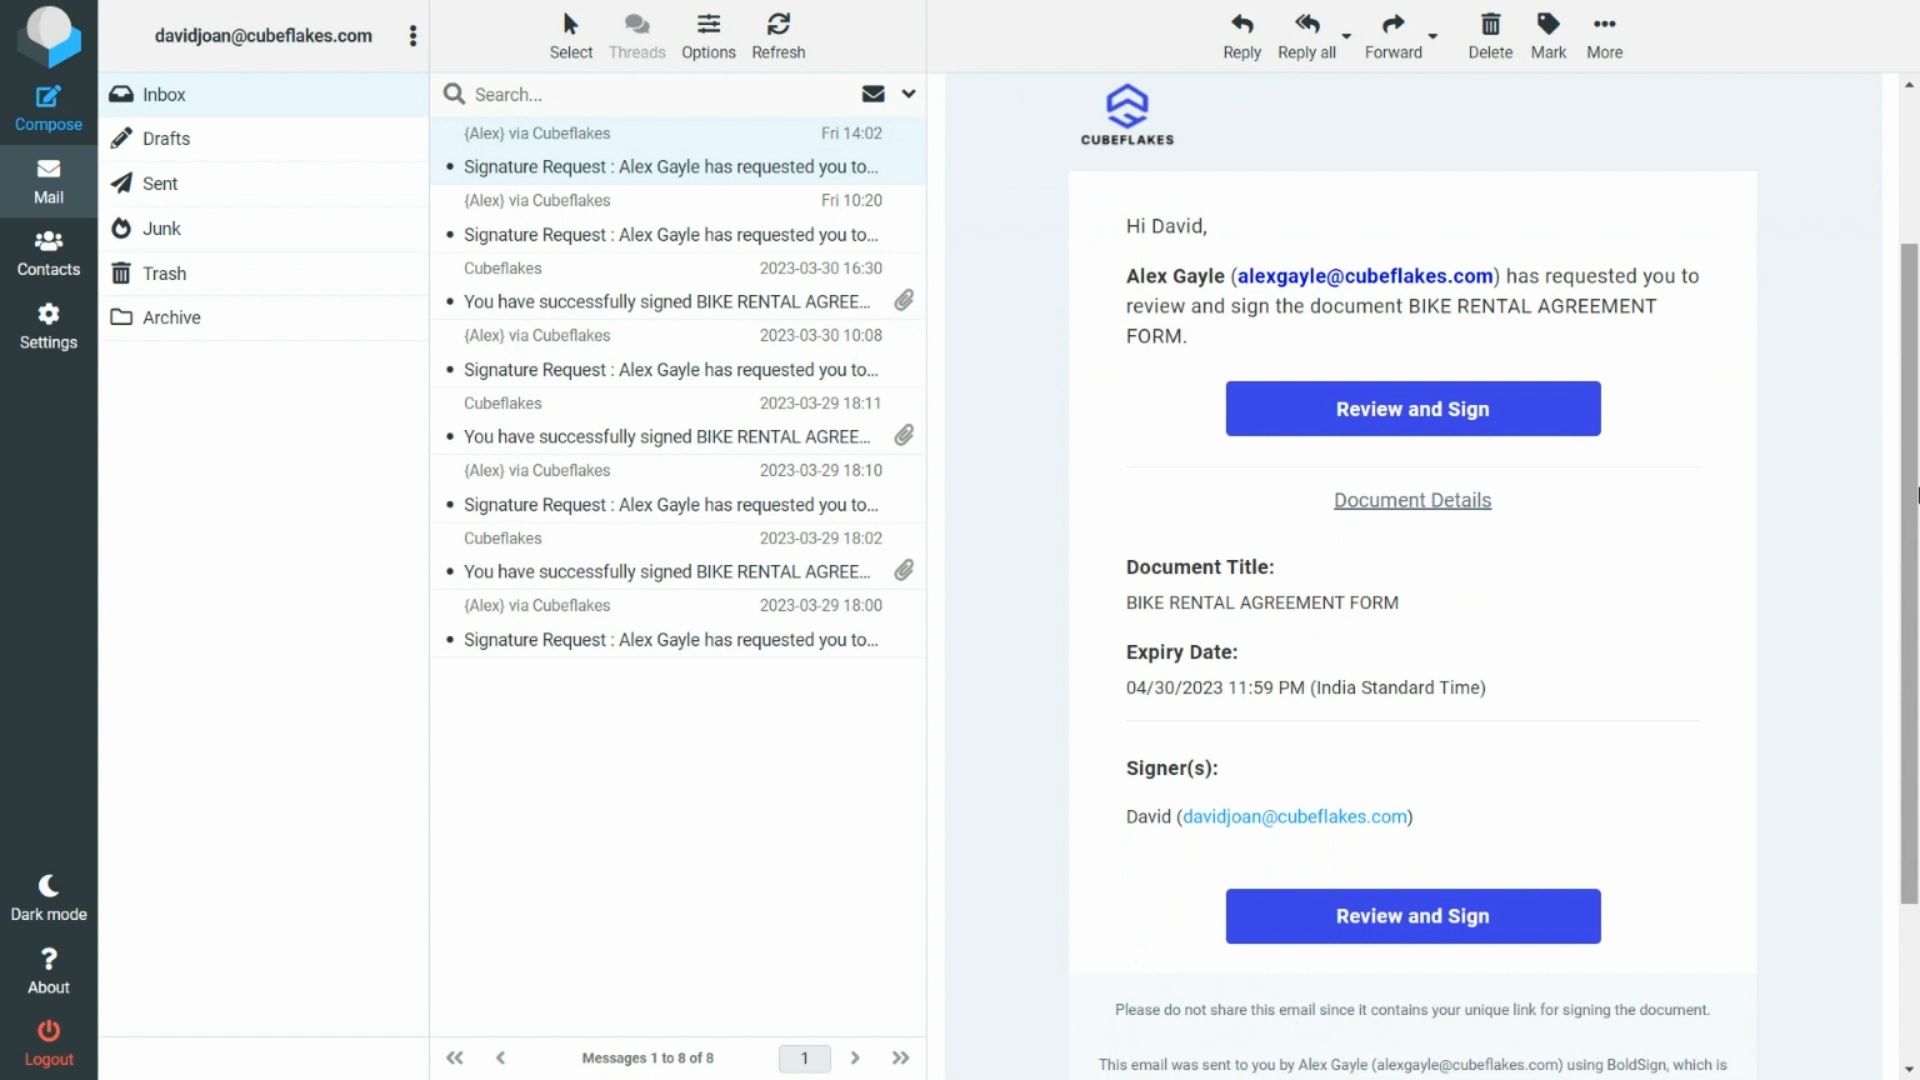 davidjoan@cubeflakes.com
Compose
Mail
Contacts
Settings
Dark mode
About
Logout
Inbox
Drafts
Sent
Junk
Trash
Archive
Select
Threads
Options
Refresh
Search...
{Alex} via Cubeflakes Fri 14:02
• Signature Request : Alex Gayle has requested you to...
{Alex} via Cubeflakes Fri 10:20
• Signature Request : Alex Gayle has requested you to...
Cubeflakes 2023-03-30 16:30
• You have successfully signed BIKE RENTAL AGREE...
{Alex} via Cubeflakes 2023-03-30 10:08
• Signature Request : Alex Gayle has requested you to...
Cubeflakes 2023-03-29 18:11
• You have successfully signed BIKE RENTAL AGREE...
{Alex} via Cubeflakes 2023-03-29 18:10
• Signature Request : Alex Gayle has requested you to...
Cubeflakes 2023-03-29 18:02
• You have successfully signed BIKE RENTAL AGREE...
{Alex} via Cubeflakes 2023-03-29 18:00
• Signature Request : Alex Gayle has requested you to...
Messages 1 to 8 of 8
1
Reply
Reply all
Forward
Delete
Mark
More
CUBEFLAKES
Hi David,
Alex Gayle (alexgayle@cubeflakes.com) has requested you to
review and sign the document BIKE RENTAL AGREEMENT
FORM.
Review and Sign
Document Details
Document Title:
BIKE RENTAL AGREEMENT FORM
Expiry Date:
04/30/2023 11:59 PM (India Standard Time)
Signer(s):
David (davidjoan@cubeflakes.com)
Review and Sign
Please do not share this email since it contains your unique link for signing the document.
This email was sent to you by Alex Gayle (alexgayle@cubeflakes.com) using BoldSign, which is